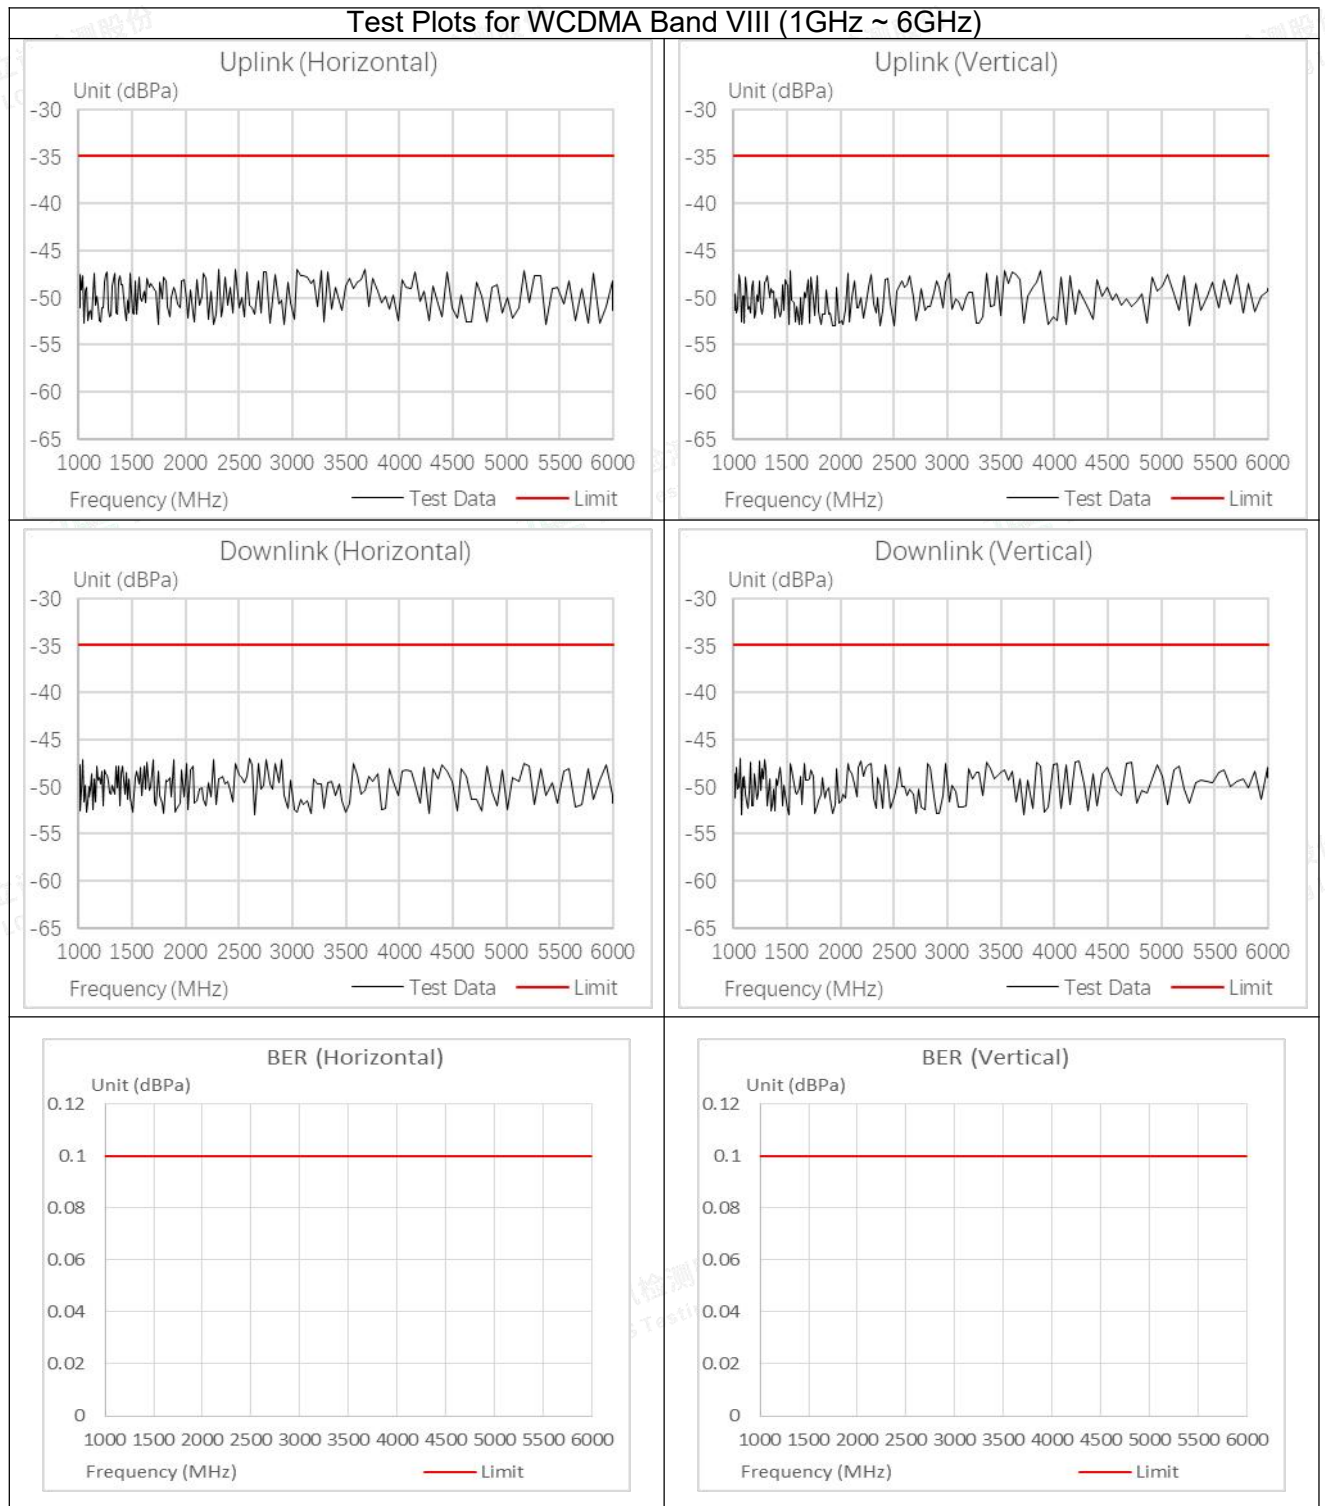 Test Plots for WCDMA Band VIII (1GHz ~ 6GHz)
Uplink (Horizontal)
Unit (dBPa)
-30
-35
-40
-45
-50
-55
-60
-65
1000 1500 2000 2500 3000 3500 4000 4500 5000 5500 6000
Frequency (MHz) Test Data Limit
Uplink (Vertical)
Unit (dBPa)
-30
-35
-40
-45
-50
-55
-60
-65
1000 1500 2000 2500 3000 3500 4000 4500 5000 5500 6000
Frequency (MHz) Test Data Limit
Downlink (Horizontal)
Unit (dBPa)
-30
-35
-40
-45
-50
-55
-60
-65
1000 1500 2000 2500 3000 3500 4000 4500 5000 5500 6000
Frequency (MHz) Test Data Limit
Downlink (Vertical)
Unit (dBPa)
-30
-35
-40
-45
-50
-55
-60
-65
1000 1500 2000 2500 3000 3500 4000 4500 5000 5500 6000
Frequency (MHz) Test Data Limit
BER (Horizontal)
Unit (dBPa)
0.12
0.1
0.08
0.06
0.04
0.02
0
1000 1500 2000 2500 3000 3500 4000 4500 5000 5500 6000
Frequency (MHz) Limit
BER (Vertical)
Unit (dBPa)
0.12
0.1
0.08
0.06
0.04
0.02
0
1000 1500 2000 2500 3000 3500 4000 4500 5000 5500 6000
Frequency (MHz) Limit